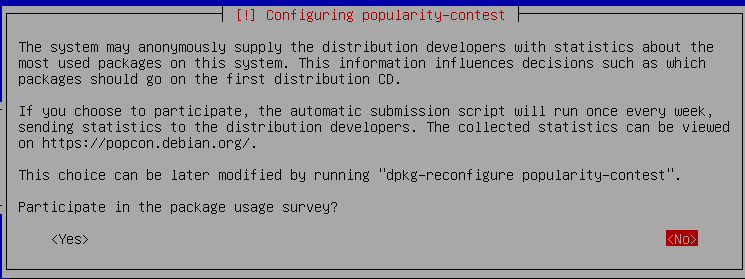 [!] Configuring popularity-contest
The system may anonymously supply the distribution developers with statistics about the
most used packages on this system. This information influences decisions such as which
packages should go on the first distribution CD.
If you choose to participate, the automatic submission script will run once every week,
sending statistics to the distribution developers. The collected statistics can be viewed
on https://popcon.debian.org/.
This choice can be later modified by running "dpkg-reconfigure popularity-contest".
Participate in the package usage survey?
<Yes> <No>